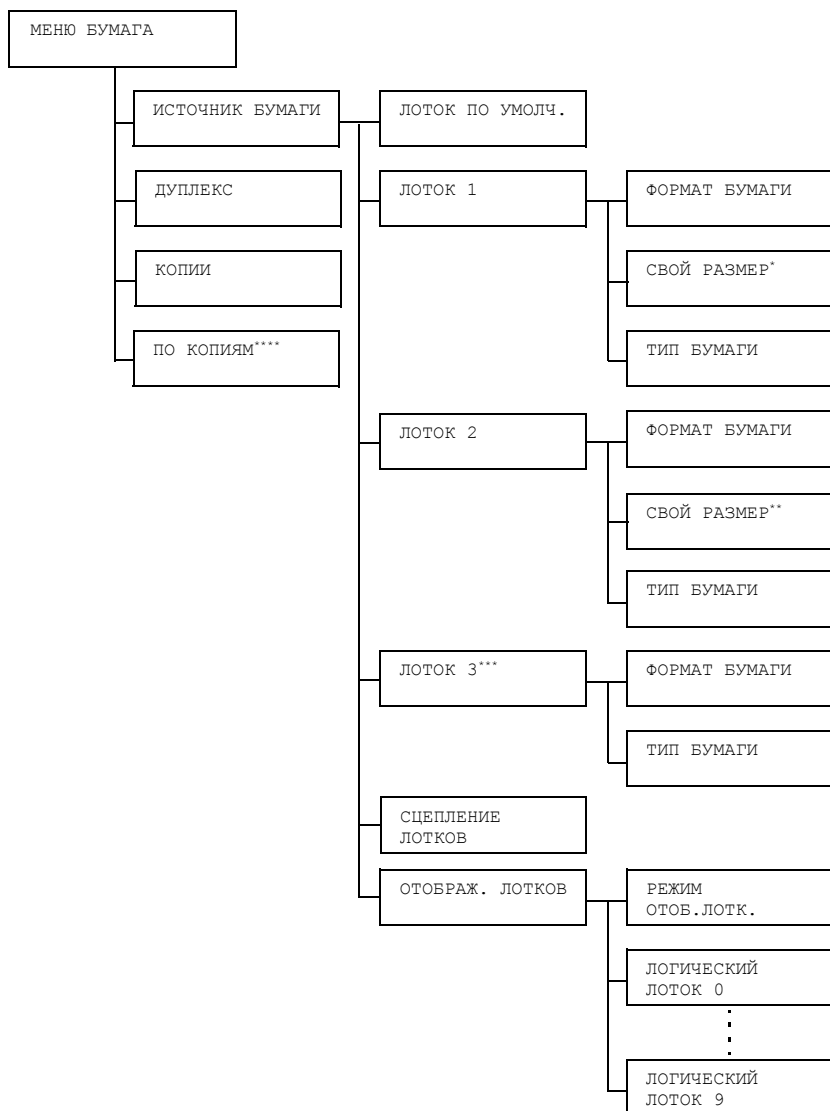 МЕНЮ БУМАГА
ИСТОЧНИК БУМАГИ
ЛОТОК ПО УМОЛЧ.
ДУПЛЕКС
ЛОТОК 1
ФОРМАТ БУМАГИ
КОПИИ
СВОЙ РАЗМЕР*
ПО КОПИЯМ****
ТИП БУМАГИ
ЛОТОК 2
ФОРМАТ БУМАГИ
СВОЙ РАЗМЕР**
ТИП БУМАГИ
ЛОТОК 3***
ФОРМАТ БУМАГИ
ТИП БУМАГИ
СЦЕПЛЕНИЕ
ЛОТКОВ
ОТОБРАЖ. ЛОТКОВ
РЕЖИМ
ОТОБ.ЛОТК.
ЛОГИЧЕСКИЙ
ЛОТОК 0
ЛОГИЧЕСКИЙ
ЛОТОК 9